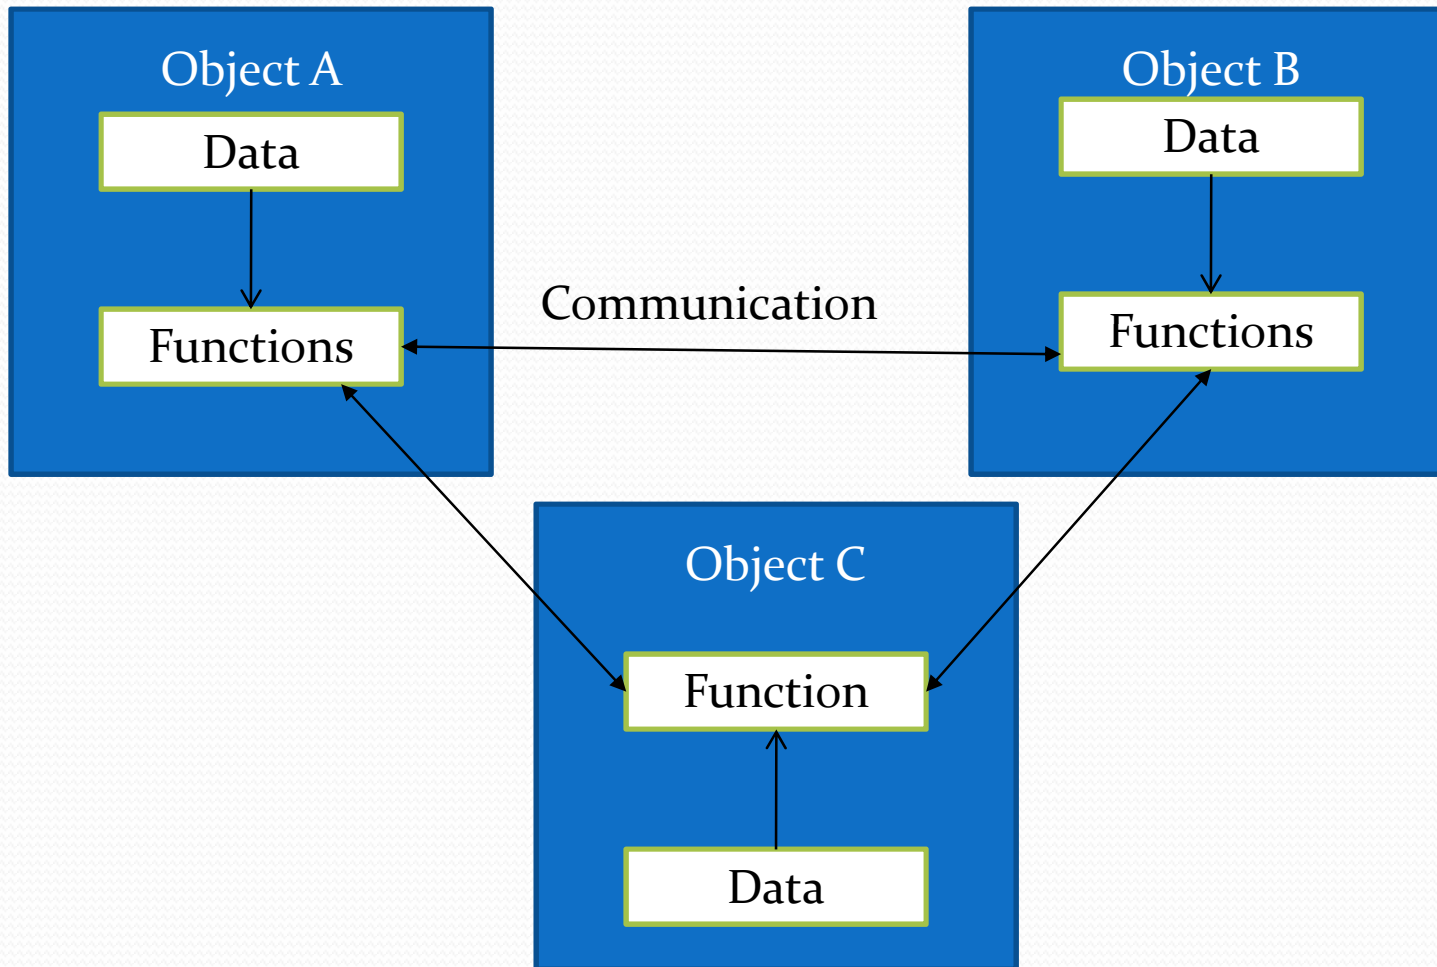 Object A
Data
Functions
Communication
Object B
Data
Functions
Object C
Function
Data